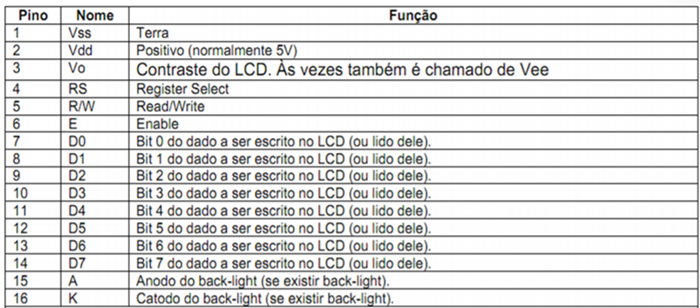 Pino Nome Função
1 Vss Terra
2 Vdd Positivo (normalmente 5V)
3 Vo Contraste do LCD. Às vezes também é chamado de Vee
4 RS Register Select
5 R/W Read/Write
6 E Enable
7 D0 Bit 0 do dado a ser escrito no LCD (ou lido dele).
8 D1 Bit 1 do dado a ser escrito no LCD (ou lido dele).
9 D2 Bit 2 do dado a ser escrito no LCD (ou lido dele).
10 D3 Bit 3 do dado a ser escrito no LCD (ou lido dele).
11 D4 Bit 4 do dado a ser escrito no LCD (ou lido dele).
12 D5 Bit 5 do dado a ser escrito no LCD (ou lido dele).
13 D6 Bit 6 do dado a ser escrito no LCD (ou lido dele).
14 D7 Bit 7 do dado a ser escrito no LCD (ou lido dele).
15 A Anodo do back-light (se existir back-light).
16 K Catodo do back-light (se existir back-light).